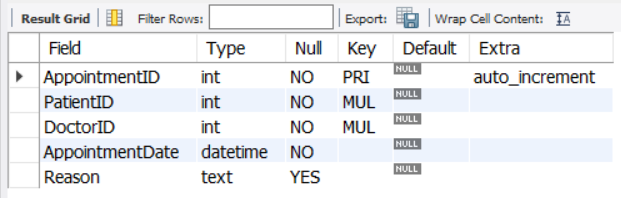 Result Grid Filter Rows: Export: Wrap Cell Content: IA
Field Type Null Key Default Extra
AppointmentID int NO PRI NULL auto_increment
PatientID int NO MUL NULL
DoctorID int NO MUL NULL
AppointmentDate datetime NO NULL
Reason text YES NULL